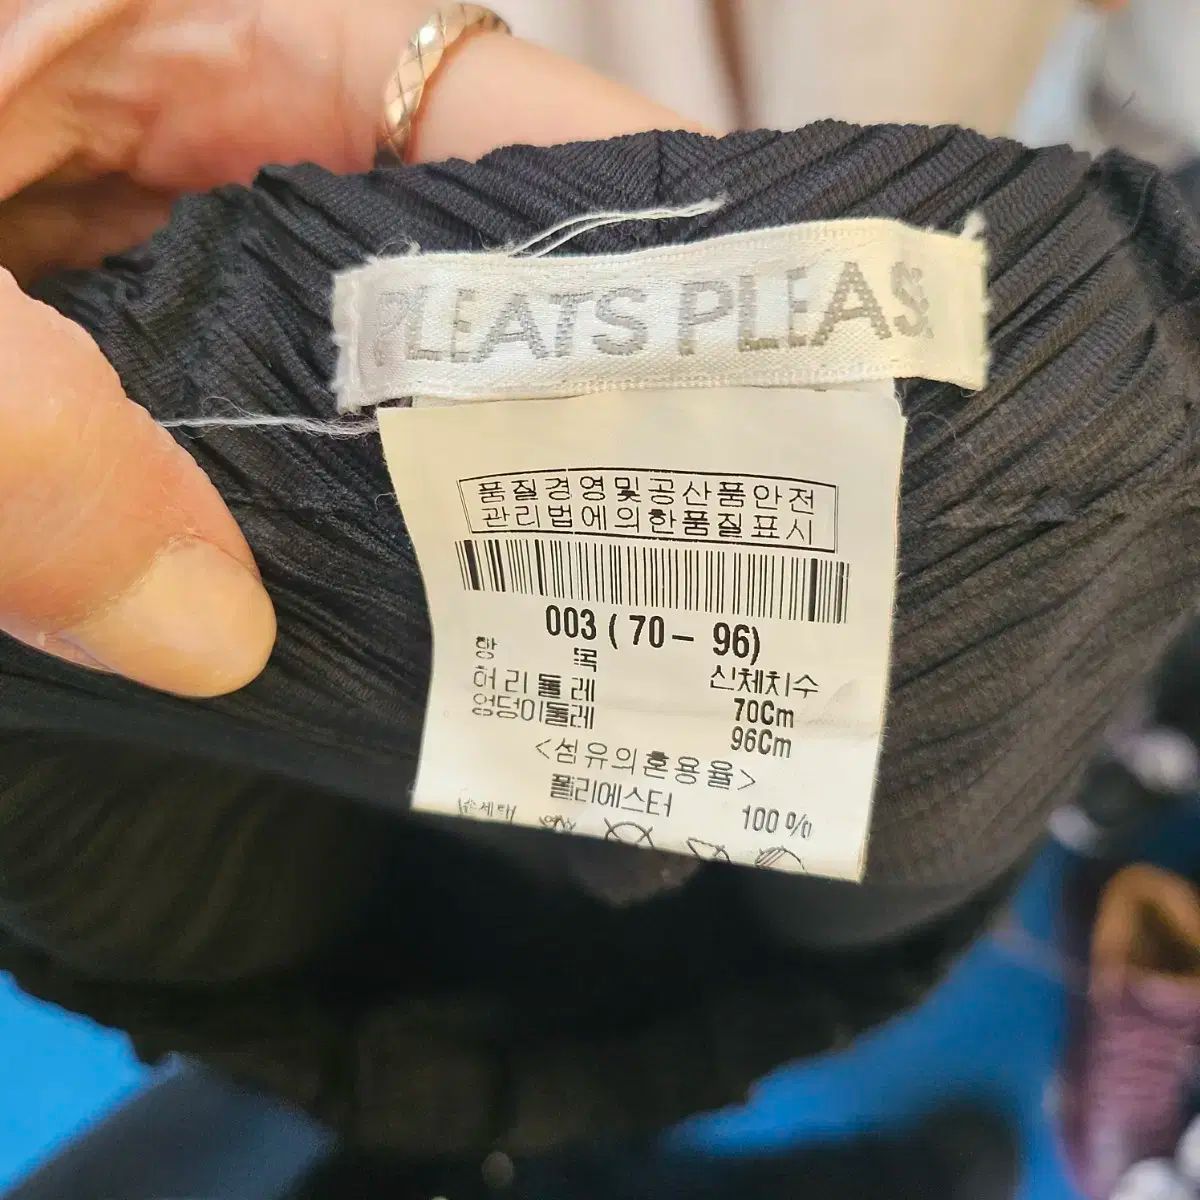 PLEATS PLEAS
품질경영및공산품안전
관리법에의한품질표시
003 ( 70 - 96)
항 목 신체치수
허리둘레 70Cm
엉덩이둘레 96Cm
<섬유의혼용율>
폴리에스터 100 %